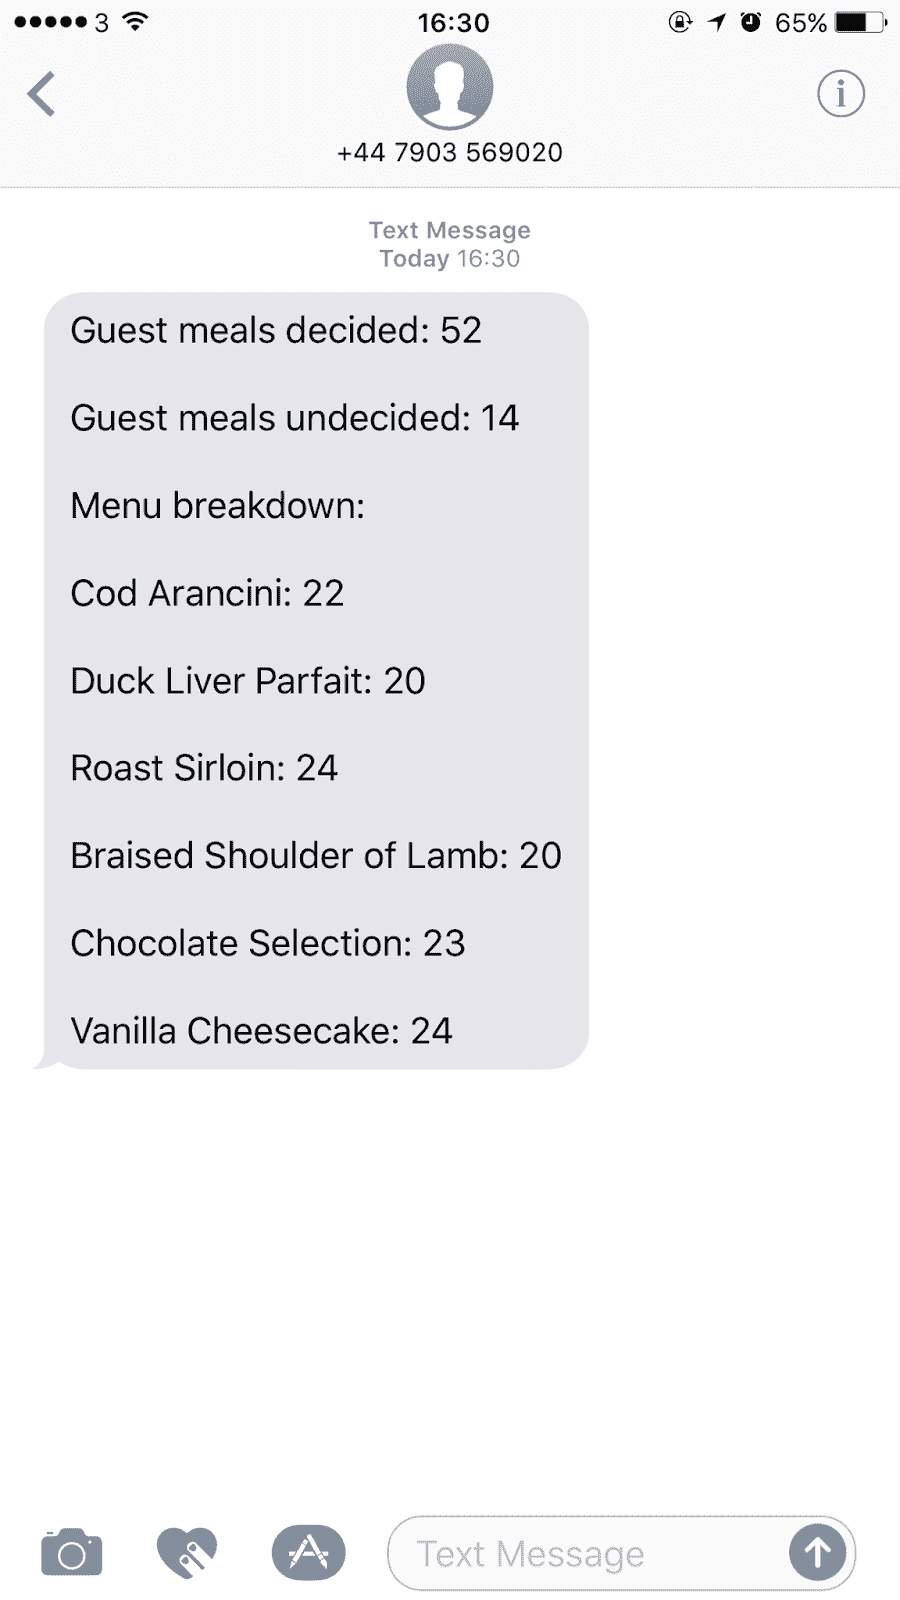 3 16:30 65%
+44 7903 569020
Text Message
Today 16:30
Guest meals decided: 52
Guest meals undecided: 14
Menu breakdown:
Cod Arancini: 22
Duck Liver Parfait: 20
Roast Sirloin: 24
Braised Shoulder of Lamb: 20
Chocolate Selection: 23
Vanilla Cheesecake: 24
Text Message